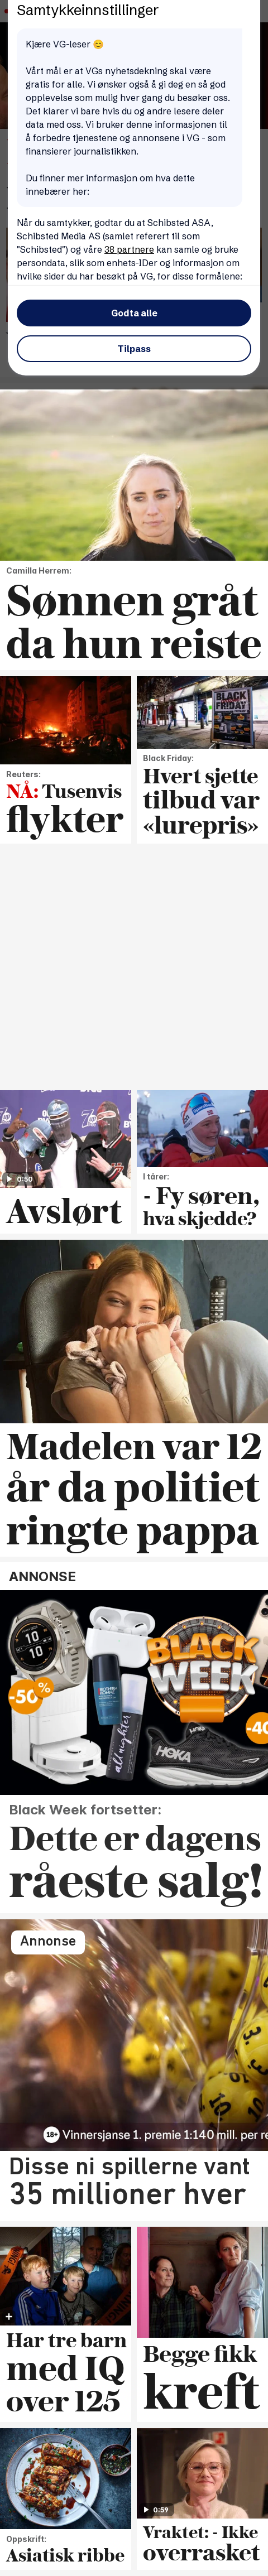 Samtykkeinnstillinger
Kjære VG-leser 😊
Vårt mål er at VGs nyhetsdekning skal være
gratis for alle. Vi ønsker også å gi deg en så god
opplevelse som mulig hver gang du besøker oss.
Det klarer vi bare hvis du og andre lesere deler
data med oss. Vi bruker denne informasjonen til
å forbedre tjenestene og annonsene i VG - som
finansierer journalistikken.
Du finner mer informasjon om hva dette
innebærer her:
Når du samtykker, godtar du at Schibsted ASA,
Schibsted Media AS (samlet referert til som
"Schibsted") og våre 38 partnere kan samle og bruke
persondata, slik som enhets-IDer og informasjon om
hvilke sider du har besøkt på VG, for disse formålene:
Godta alle
Tilpass
Camilla Herrem:
Sønnen gråt
da hun reiste
Reuters:
NÅ: Tusenvis
flykter
BLACK
FRIDAY
Black Friday:
Hvert sjette
tilbud var
«lurepris»
0:50
Avslørt
I tårer:
- Fy søren,
hva skjedde?
Madelen var 12
år da politiet
ringte pappa
ANNONSE
10
10
-50%
BIOTHERM
all nighter
BLACK
WEEK
HOKA
-40
Black Week fortsetter:
Dette er dagens
råeste salg!
Annonse
18+ Vinnersjanse 1. premie 1:140 mill. per re
Disse ni spillerne vant
35 millioner hver
Har tre barn
med IQ
over 125
Begge fikk
kreft
Oppskrift:
Asiatisk ribbe
0:59
Vraktet: - Ikke
overrasket